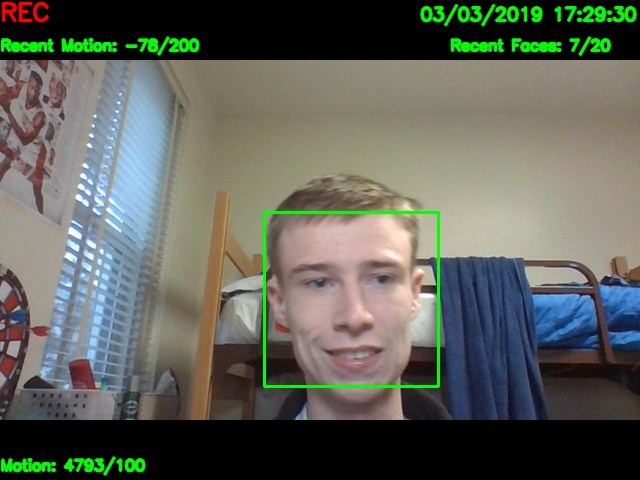 REC
03/03/2019 17:29:30
Recent Motion: -78/200
Recent Faces: 7/20
Motion: 4793/100